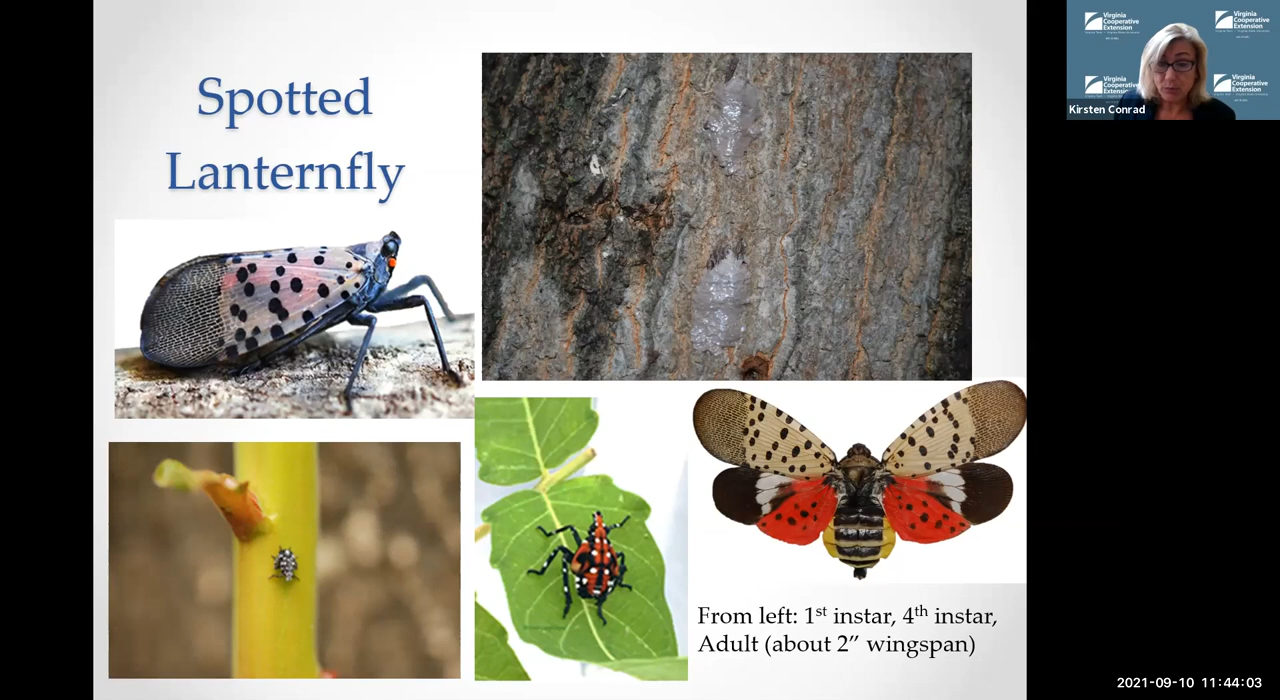 Spotted
Lanternfly
From left: 1st instar, 4th instar,
Adult (about 2” wingspan)
Virginia
Cooperative
Extension
Virginia
Cooperative
Extension
Virginia
Cooperative
Extension
Virginia
Cooperative
Extension
Kirsten Conrad
2021-09-10 11:44:03